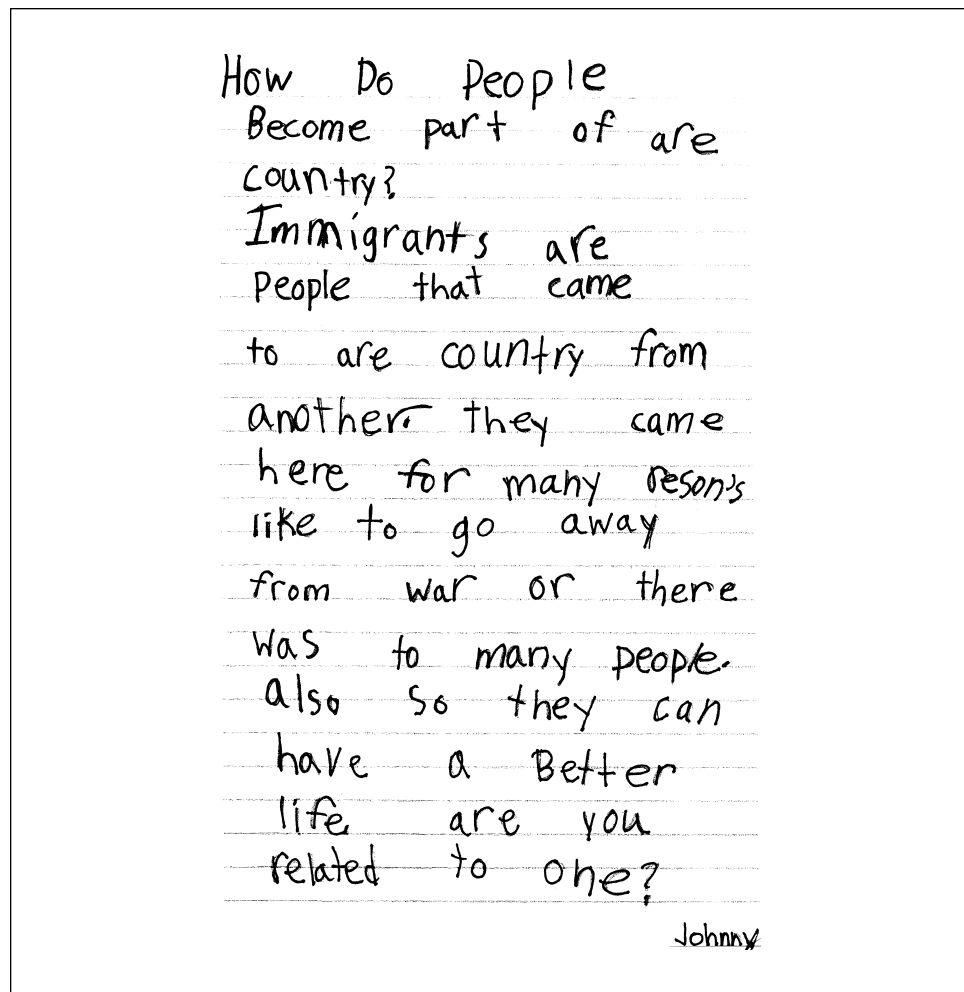 How Do People
Become part of are
country?
Immigrants are
People that came
to are country from
another. they came
here for many reson's
like to go away
from war or there
was to many people.
also so they can
have a Better
life are you
related to one?
Johnny